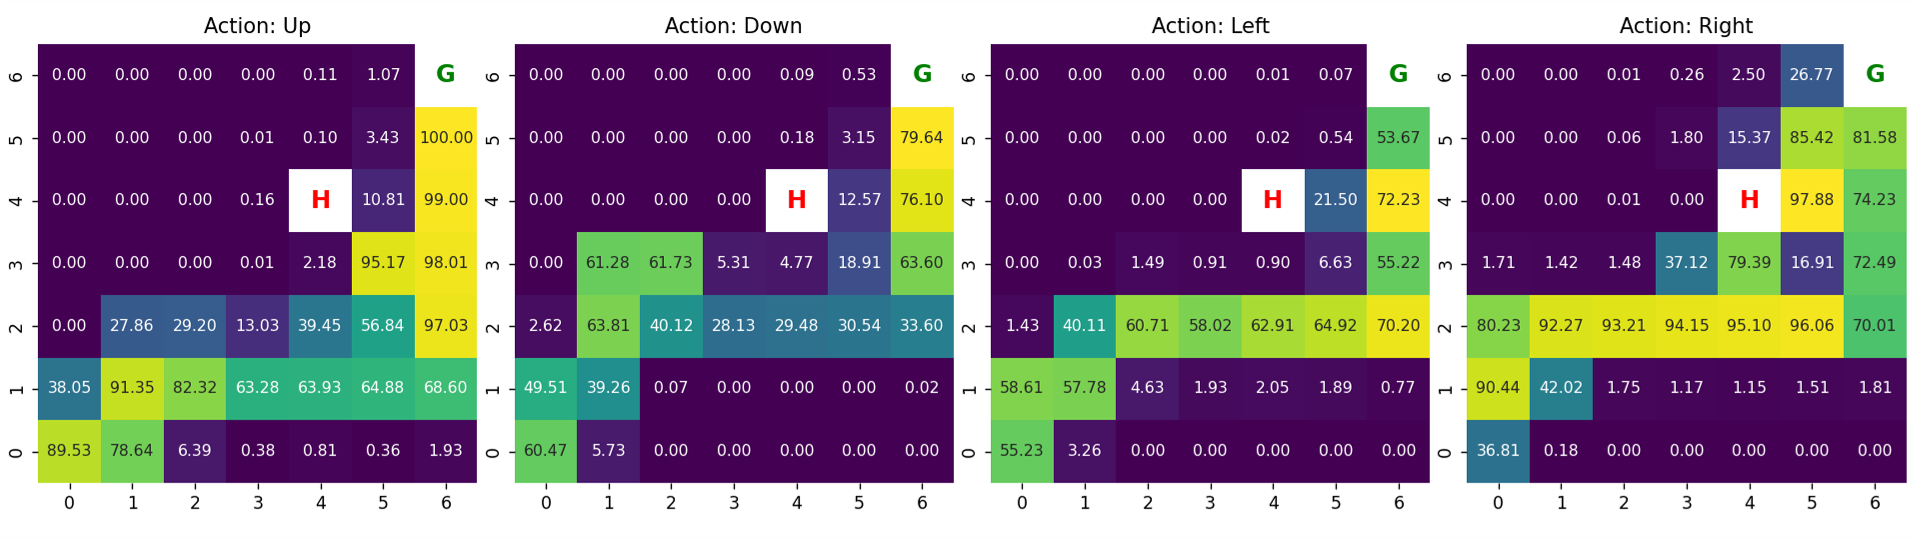 Action: Up Action: Down Action: Left Action: Right
6 0.00 0.00 0.00 0.00 0.11 1.07 G 6 0.00 0.00 0.00 0.00 0.09 0.53 G 6 0.00 0.00 0.00 0.00 0.01 0.07 G 6 0.00 0.00 0.01 0.26 2.50 26.77 G
5 0.00 0.00 0.00 0.01 0.10 3.43 100.00 5 0.00 0.00 0.00 0.00 0.18 3.15 79.64 5 0.00 0.00 0.00 0.00 0.02 0.54 53.67 5 0.00 0.00 0.06 1.80 15.37 85.42 81.58
4 0.00 0.00 0.00 0.16 H 10.81 99.00 4 0.00 0.00 0.00 0.00 H 12.57 76.10 4 0.00 0.00 0.00 0.00 H 21.50 72.23 4 0.00 0.00 0.01 0.00 H 97.88 74.23
3 0.00 0.00 0.00 0.01 2.18 95.17 98.01 3 0.00 61.28 61.73 5.31 4.77 18.91 63.60 3 0.00 0.03 1.49 0.91 0.90 6.63 55.22 3 1.71 1.42 1.48 37.12 79.39 16.91 72.49
2 0.00 27.86 29.20 13.03 39.45 56.84 97.03 2 2.62 63.81 40.12 28.13 29.48 30.54 33.60 2 1.43 40.11 60.71 58.02 62.91 64.92 70.20 2 80.23 92.27 93.21 94.15 95.10 96.06 70.01
1 38.05 91.35 82.32 63.28 63.93 64.88 68.60 1 49.51 39.26 0.07 0.00 0.00 0.00 0.02 1 58.61 57.78 4.63 1.93 2.05 1.89 0.77 1 90.44 42.02 1.75 1.17 1.15 1.51 1.81
0 89.53 78.64 6.39 0.38 0.81 0.36 1.93 0 60.47 5.73 0.00 0.00 0.00 0.00 0.00 0 55.23 3.26 0.00 0.00 0.00 0.00 0.00 0 36.81 0.18 0.00 0.00 0.00 0.00 0.00
0 1 2 3 4 5 6 0 1 2 3 4 5 6 0 1 2 3 4 5 6 0 1 2 3 4 5 6